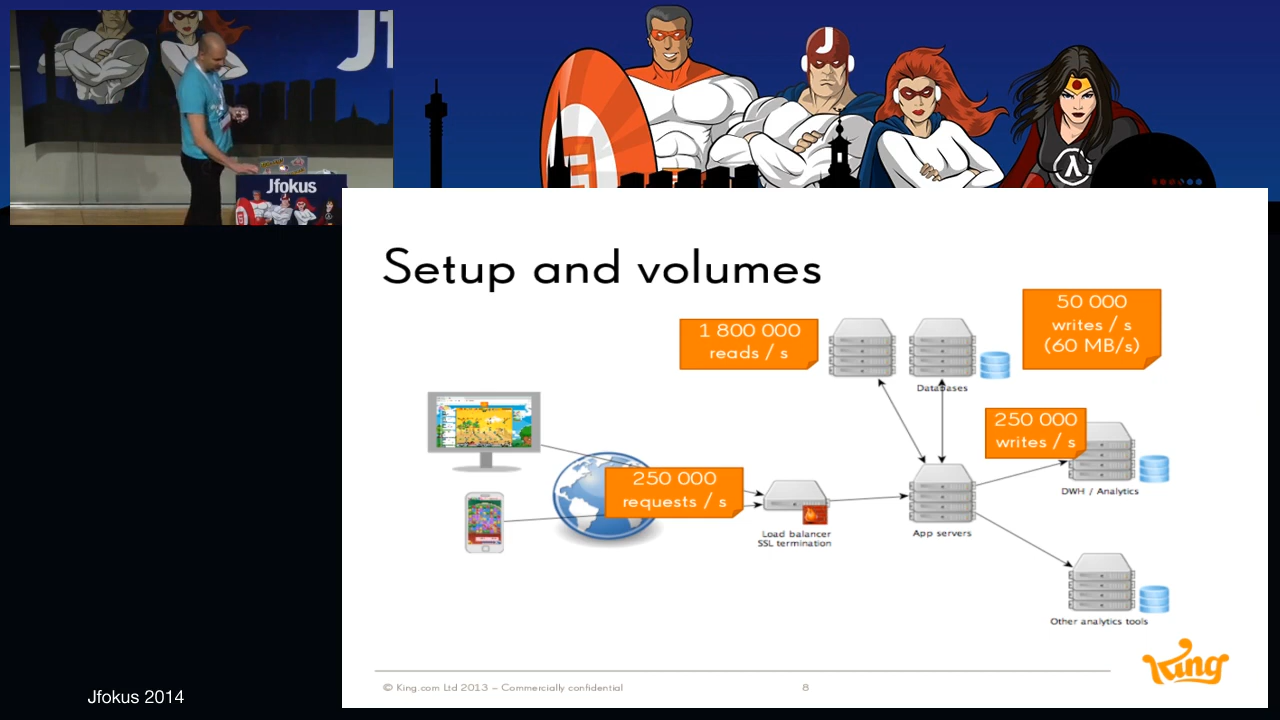 J
Jf
Jfokus
Setup and volumes
1 800 000
reads / s
50 000
writes / s
(60 MB/s)
Databases
250 000
writes / s
DWH / Analytics
250 000
requests / s
Load balancer
SSL termination
App servers
Other analytics tools
© King.com Ltd 2013 – Commercially confidential
8
King
Jfokus 2014